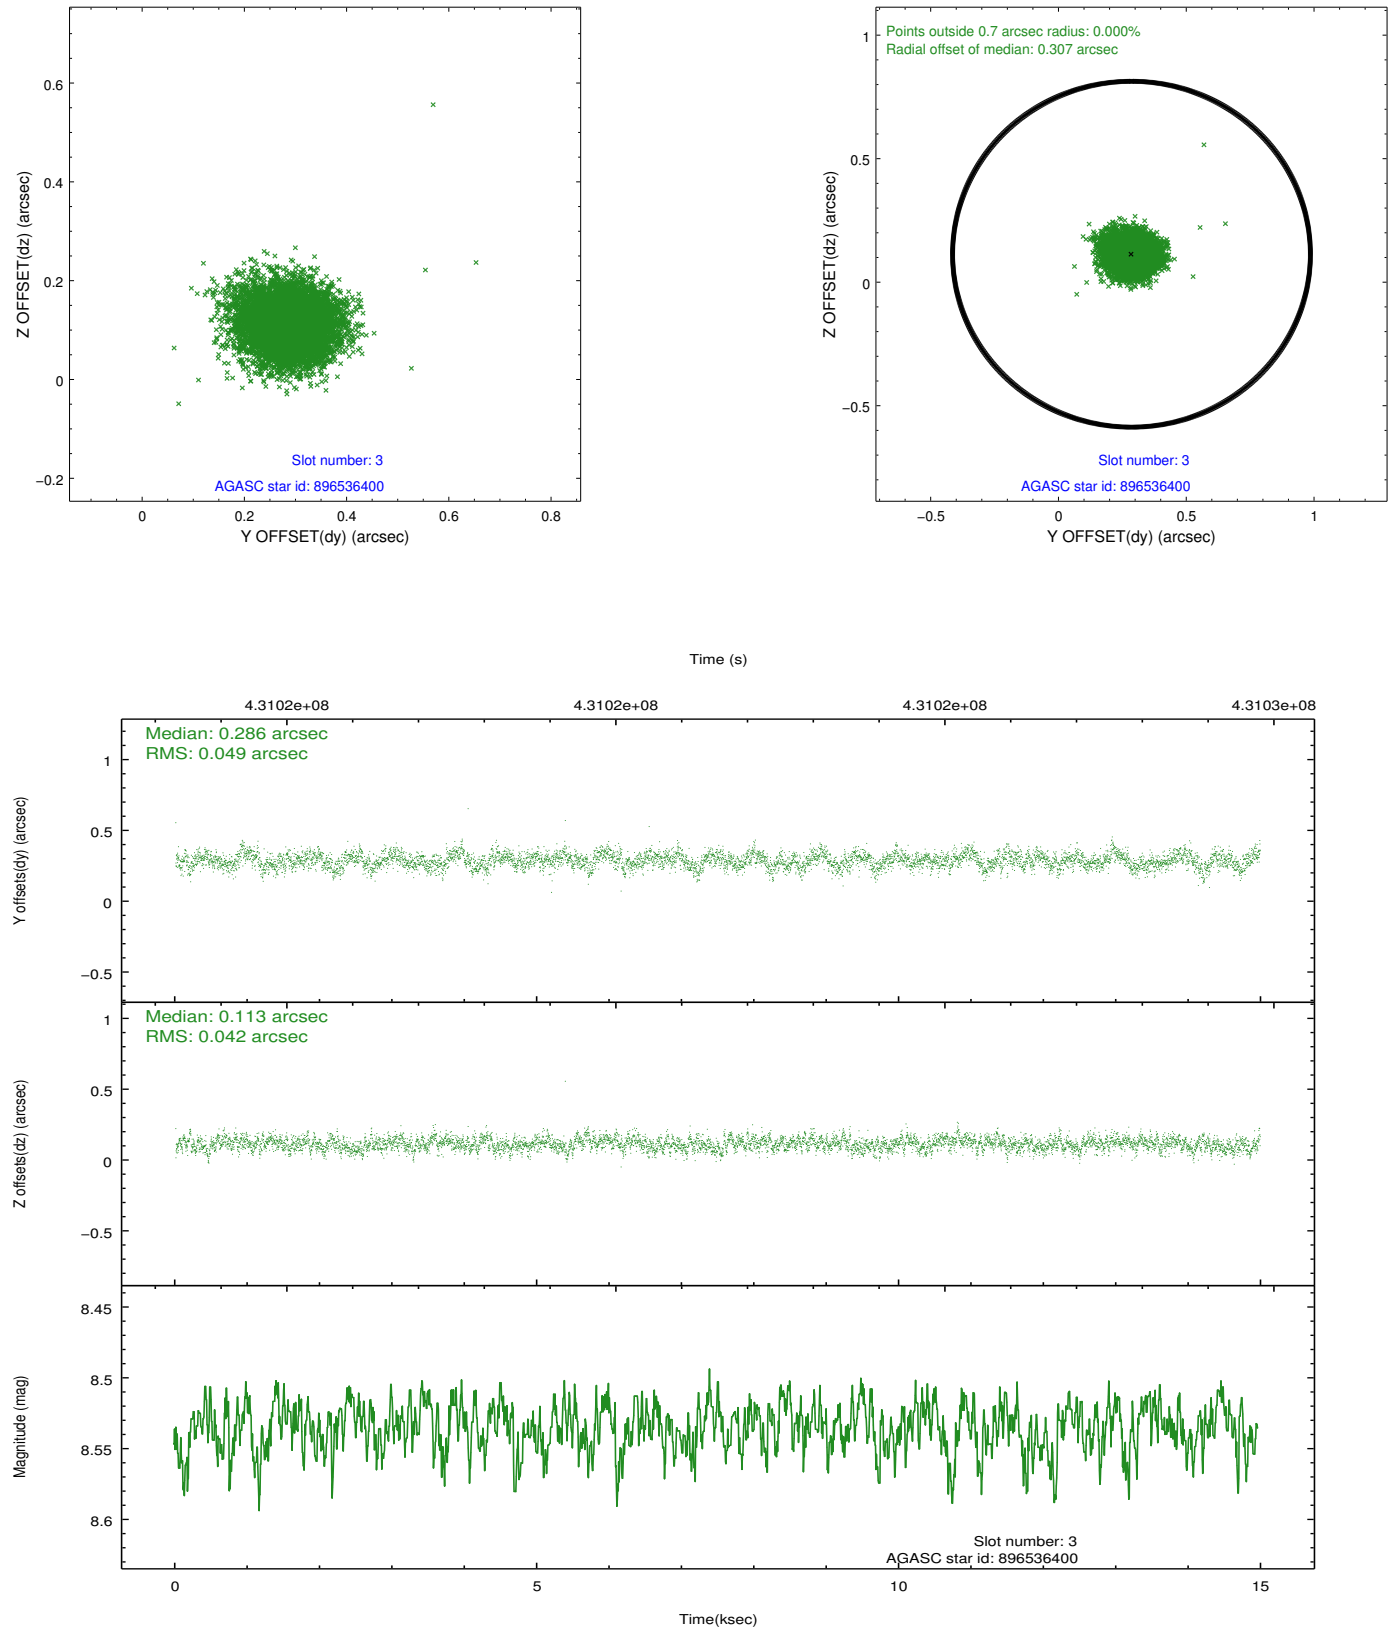 0.6
0.4
0.2
0
−0.2
Z OFFSET(dz) (arcsec)
Slot number: 3
AGASC star id: 896536400
0 0.2 0.4 0.6 0.8
Y OFFSET(dy) (arcsec)
Points outside 0.7 arcsec radius: 0.000%
Radial offset of median: 0.307 arcsec
1
0.5
0
−0.5
Z OFFSET(dz) (arcsec)
Slot number: 3
AGASC star id: 896536400
−0.5 0 0.5 1
Y OFFSET(dy) (arcsec)
Time (s)
4.3102e+08 4.3102e+08 4.3102e+08 4.3103e+08
Median: 0.286 arcsec
RMS: 0.049 arcsec
1
0.5
0
−0.5
Y offsets(dy) (arcsec)
Median: 0.113 arcsec
RMS: 0.042 arcsec
1
0.5
0
−0.5
Z offsets(dz) (arcsec)
8.45
8.5
8.55
8.6
Magnitude (mag)
Slot number: 3
AGASC star id: 896536400
0 5 10 15
Time(ksec)